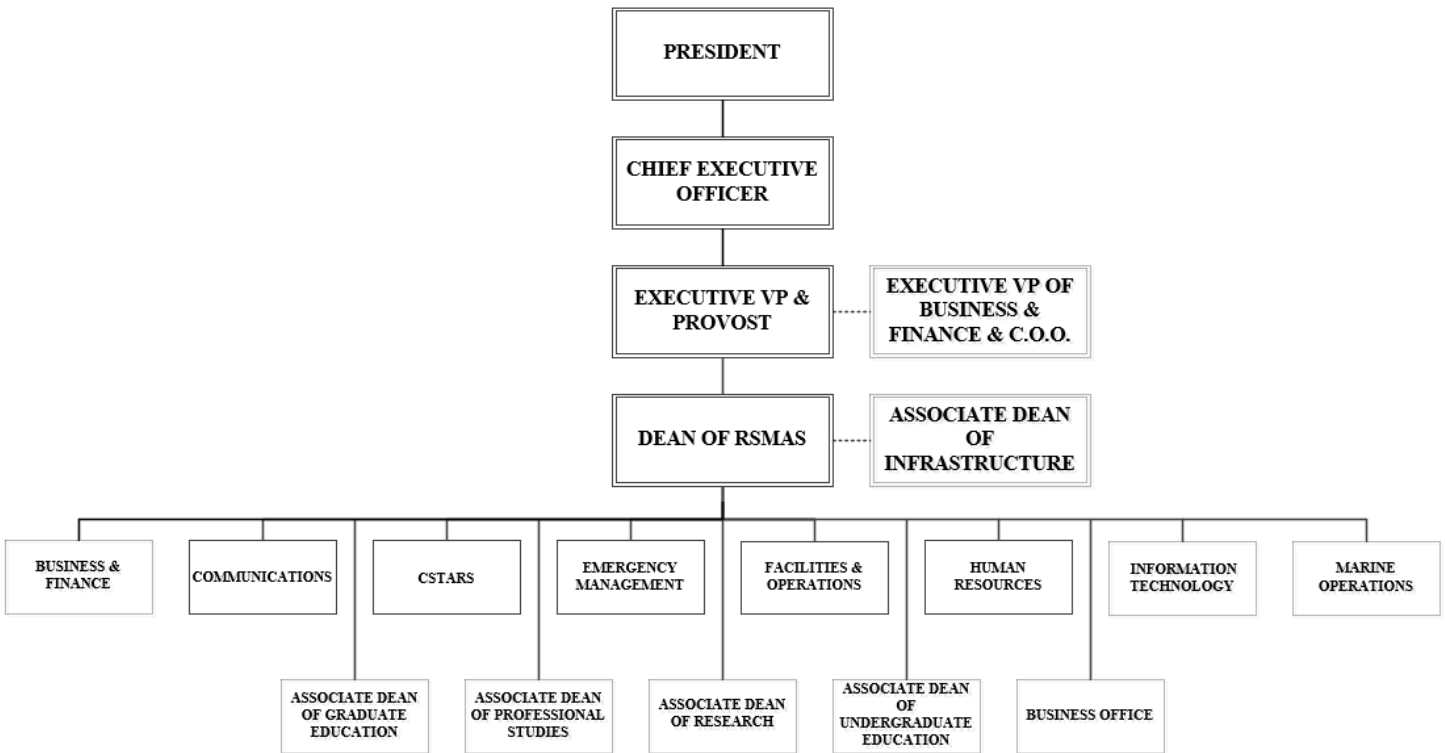 PRESIDENT
CHIEF EXECUTIVE
OFFICER
EXECUTIVE VP &
PROVOST
EXECUTIVE VP OF
BUSINESS &
FINANCE & C.O.O.
DEAN OF RSMAS
ASSOCIATE DEAN
OF
INFRASTRUCTURE
BUSINESS &
FINANCE
COMMUNICATIONS
CSTARS
EMERGENCY
MANAGEMENT
FACILITIES &
OPERATIONS
HUMAN
RESOURCES
INFORMATION
TECHNOLOGY
MARINE
OPERATIONS
ASSOCIATE DEAN
OF GRADUATE
EDUCATION
ASSOCIATE DEAN
OF PROFESSIONAL
STUDIES
ASSOCIATE DEAN
OF RESEARCH
ASSOCIATE DEAN
OF
UNDERGRADUATE
EDUCATION
BUSINESS OFFICE